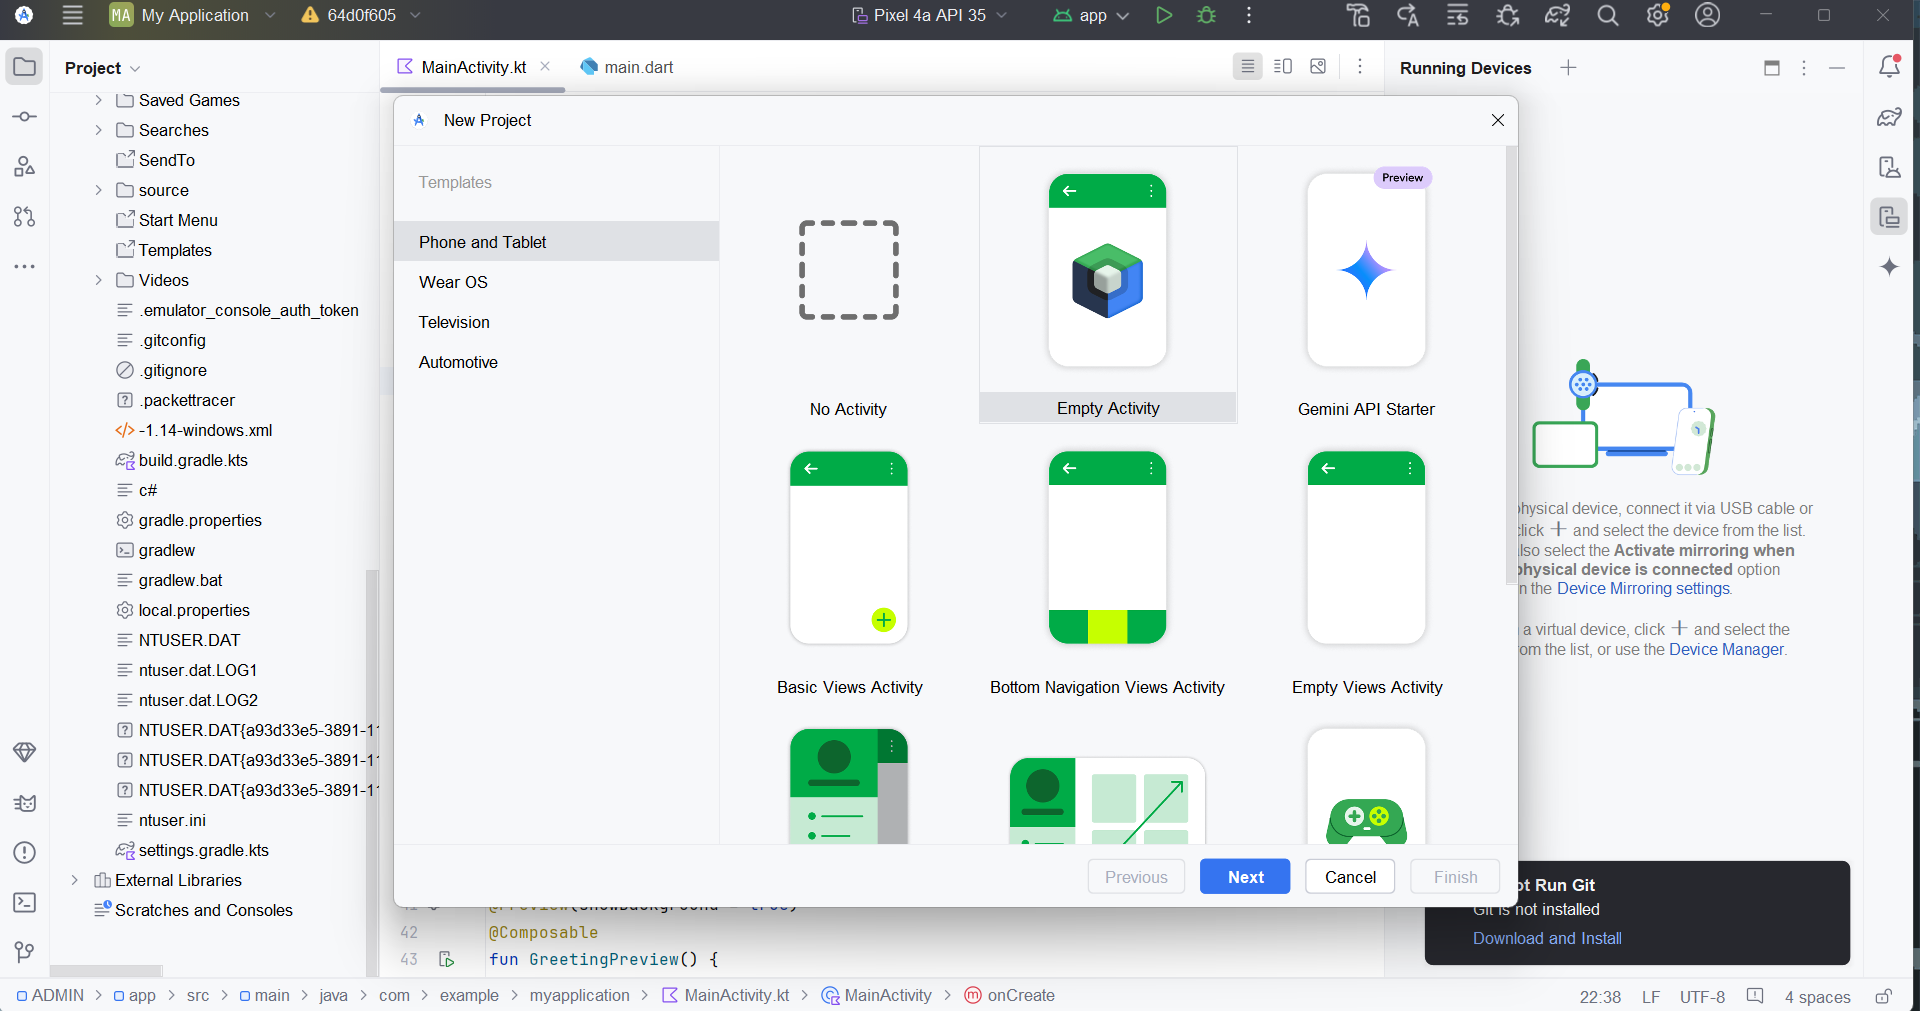 MA My Application
64d0f605
Pixel 4a API 35
app
Project
MainActivity.kt
main.dart
Running Devices
Saved Games
Searches
SendTo
source
Start Menu
Templates
Videos
.emulator_console_auth_token
.gitconfig
.gitignore
.packettracer
-1.14-windows.xml
build.gradle.kts
c#
gradle.properties
gradlew
gradlew.bat
local.properties
NTUSER.DAT
ntuser.dat.LOG1
ntuser.dat.LOG2
NTUSER.DAT{a93d33e5-3891-11
NTUSER.DAT{a93d33e5-3891-11
NTUSER.DAT{a93d33e5-3891-11
ntuser.ini
settings.gradle.kts
External Libraries
Scratches and Consoles
New Project
Templates
Phone and Tablet
Wear OS
Television
Automotive
No Activity
Empty Activity
Preview
Gemini API Starter
Basic Views Activity
Bottom Navigation Views Activity
Empty Views Activity
Previous
Next
Cancel
Finish
physical device, connect it via USB cable or
click + and select the device from the list.
lso select the Activate mirroring when
physical device is connected option
n the Device Mirroring settings.
a virtual device, click + and select the
om the list, or use the Device Manager.
ot Run Git
Git is not installed
Download and Install
42 @Composable
43 fun GreetingPreview() {
ADMIN > app > src > main > java > com > example > myapplication > MainActivity.kt > MainActivity > onCreate
22:38 LF UTF-8 4 spaces